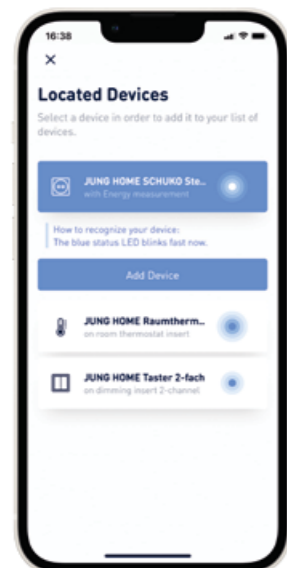 16:38
Located Devices
Select a device in order to add it to your list of
devices.
JUNG HOME SCHUKO Ste..
with Energy measurement
How to recognize your device:
The blue status LED blinks fast now.
Add Device
JUNG HOME Raumtherm..
on room thermostat insert
JUNG HOME Taster 2-fach
on dimming insert 2-channel